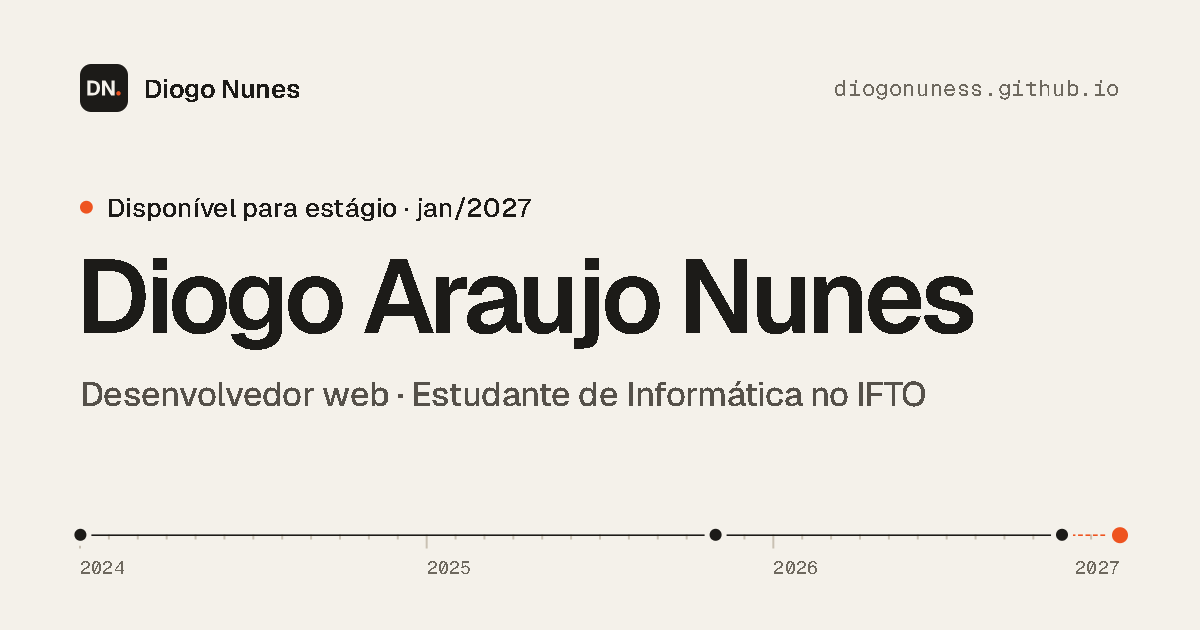 DN.
Diogo Nunes
diogonuness.github.io
Disponível para estágio · jan/2027
Diogo Araujo Nunes
Desenvolvedor web · Estudante de Informática no IFTO
2024 2025 2026 2027